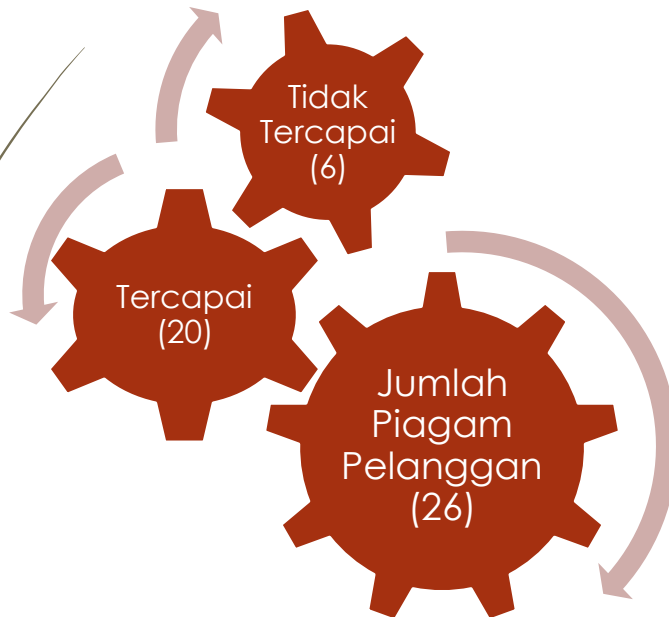 Tidak
Tercapai
(6)
Tercapai
(20)
Jumlah
Piagam
Pelanggan
(26)